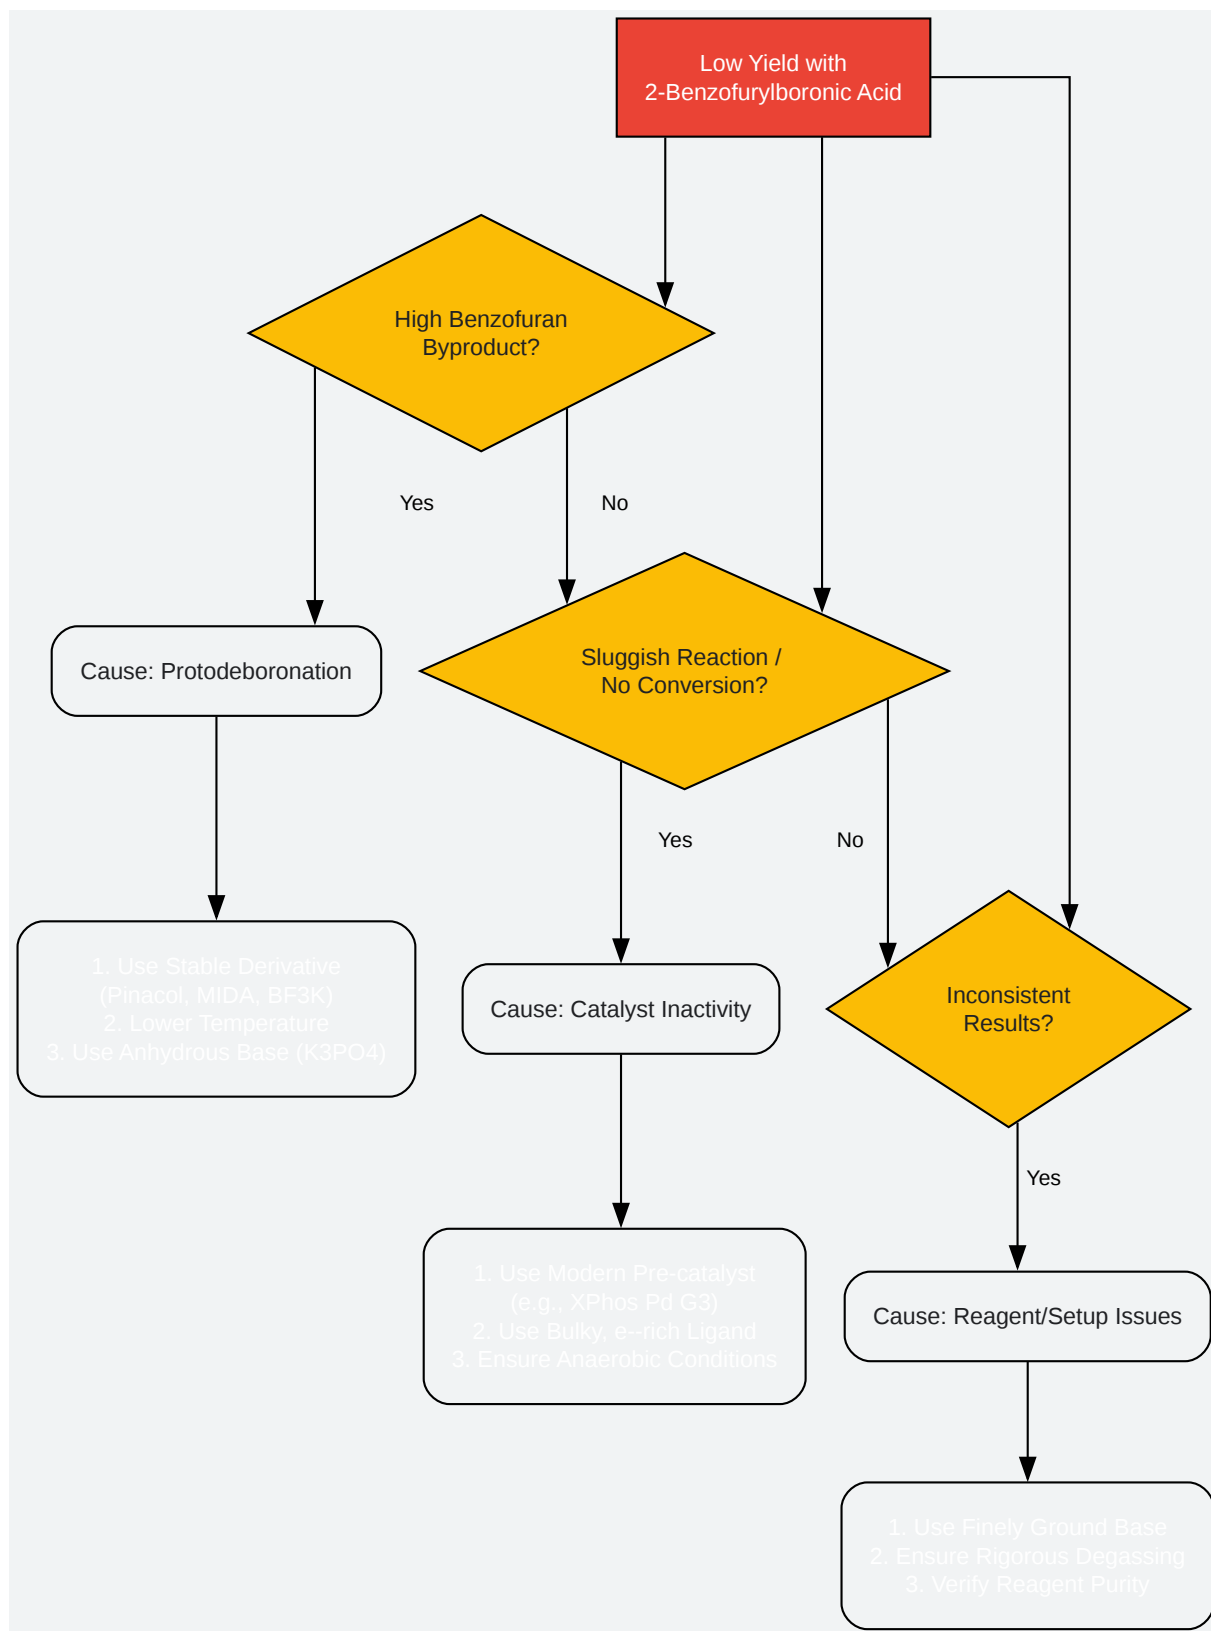 Low Yield with
2-Benzofurylboronic Acid
High Benzofuran
Byproduct?
Yes
No
Sluggish Reaction /
No Conversion?
Cause: Protodeboronation
Yes
No
1. Use Stable Derivative
(Pinacol, MIDA, BF3K)
2. Lower Temperature
3. Use Anhydrous Base (K3PO4)
Cause: Catalyst Inactivity
Inconsistent
Results?
Yes
1. Use Modern Pre-catalyst
(e.g., XPhos Pd G3)
2. Use Bulky, e--rich Ligand
3. Ensure Anaerobic Conditions
Cause: Reagent/Setup Issues
1. Use Finely Ground Base
2. Ensure Rigorous Degassing
3. Verify Reagent Purity